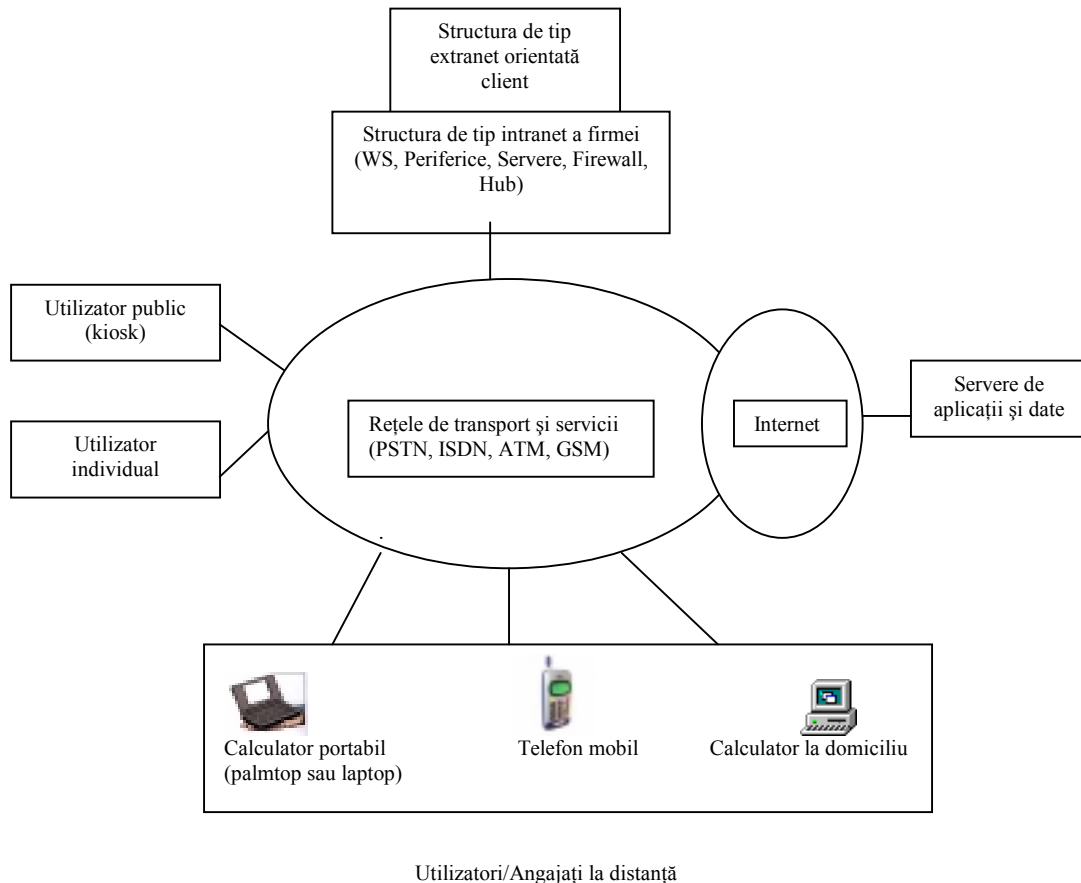 Structura de tip
extranet orientată
client
Structura de tip intranet a firmei
(WS, Periferice, Servere, Firewall,
Hub)
Utilizator public
(kiosk)
Utilizator
individual
Rețele de transport şi servicii
(PSTN, ISDN, ATM, GSM)
Internet
Servere de
aplicații şi date
Calculator portabil
(palmtop sau laptop)
Telefon mobil
Calculator la domiciliu
Utilizatori/Angajați la distanță